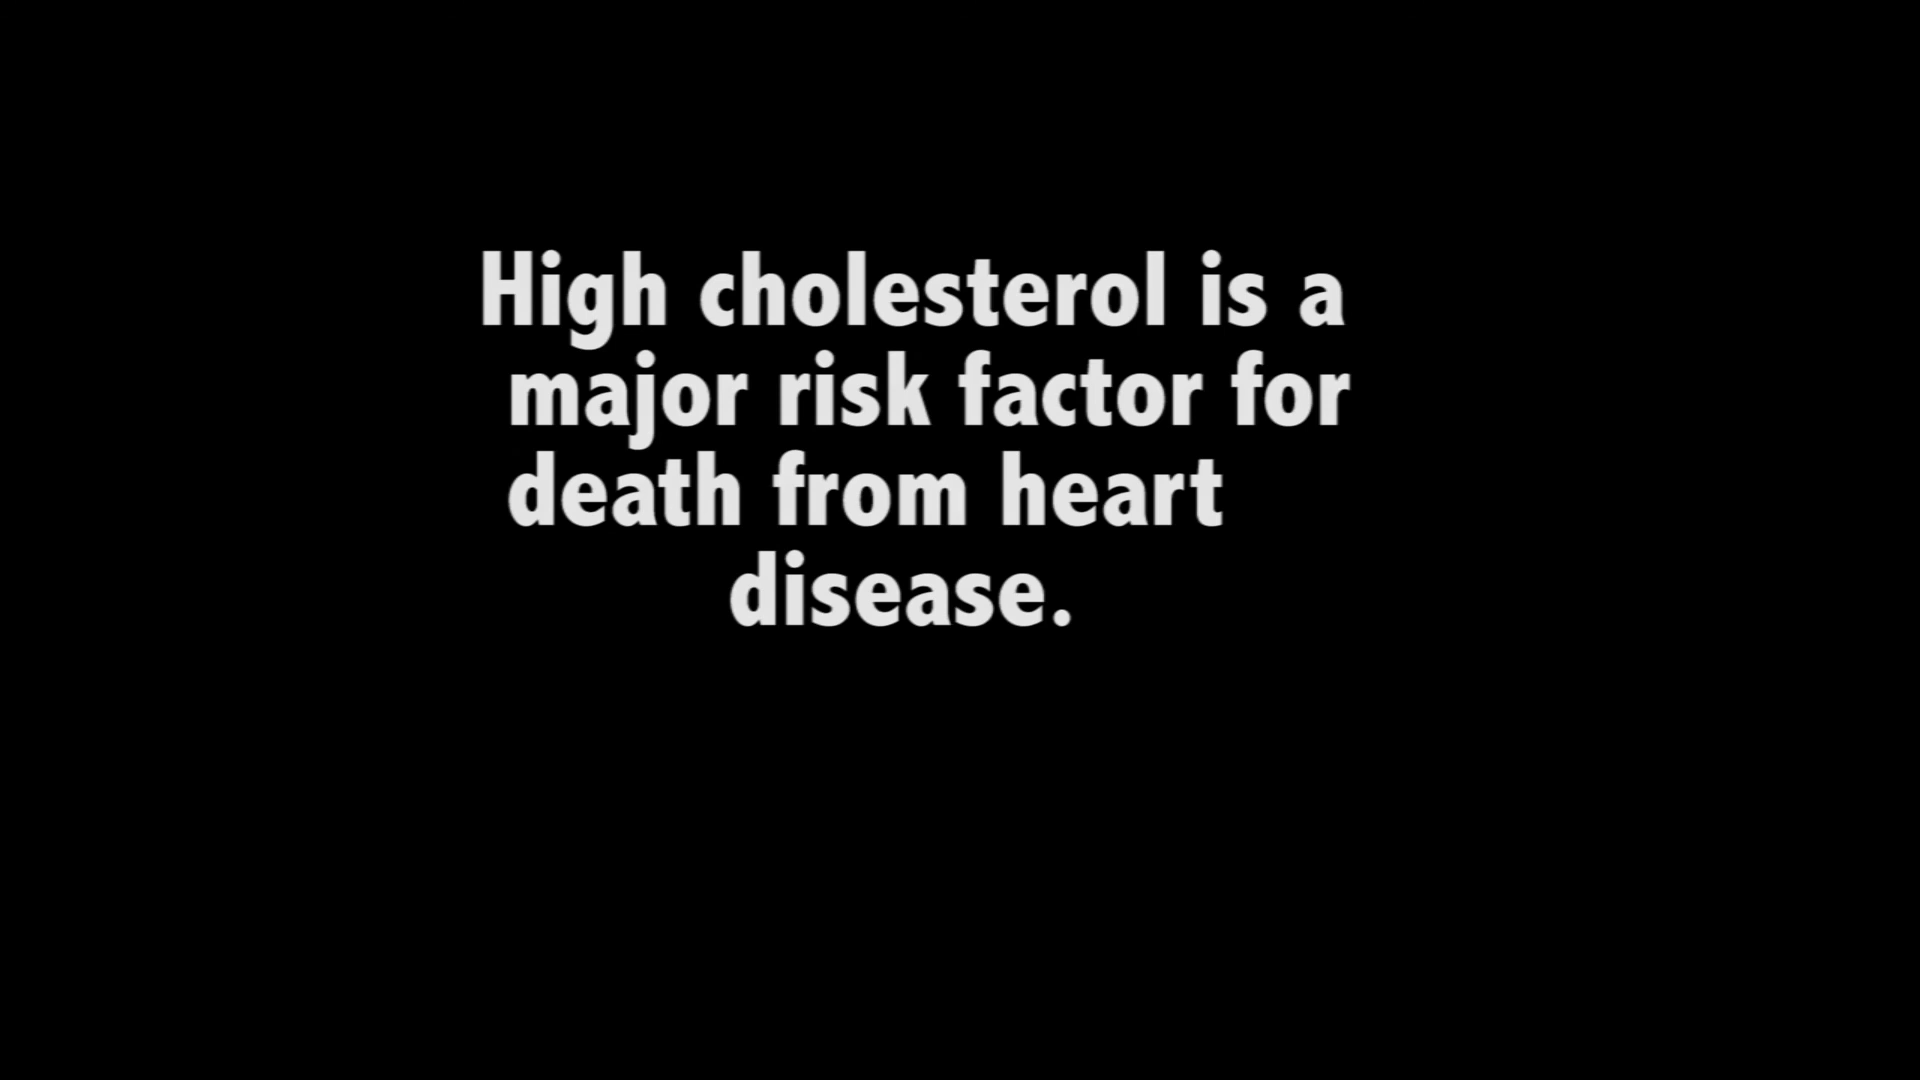 High cholesterol is a
major risk factor for
death from heart
disease.